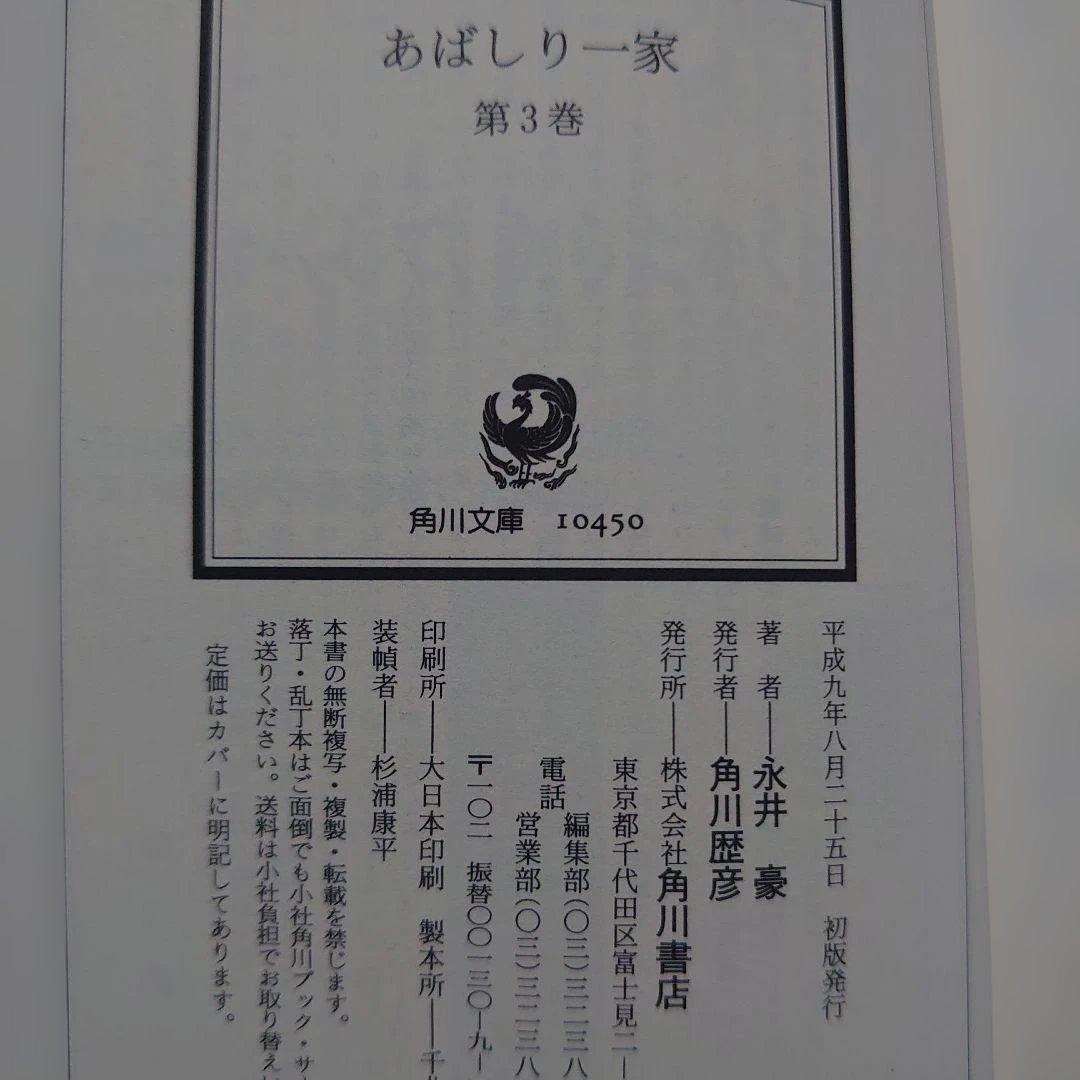 あばしり一家
第3巻
角川文庫 10450
平成九年八月二十五日 初版発行
著者――永井 豪
発行者――角川歴彦
発行所――株式会社角川書店
東京都千代田区富士見二―
電話 編集部(〇三)三二三八
営業部(〇三)三二三八
〒一〇二 振替〇〇一三〇―九―
印刷所――大日本印刷 製本所――千
装幀者――杉浦康平
本書の無断複写・複製・転載を禁じます。
落丁・乱丁本はご面倒でも小社角川ブック・サ
お送りください。送料は小社負担でお取り替え
定価はカバーに明記してあります。